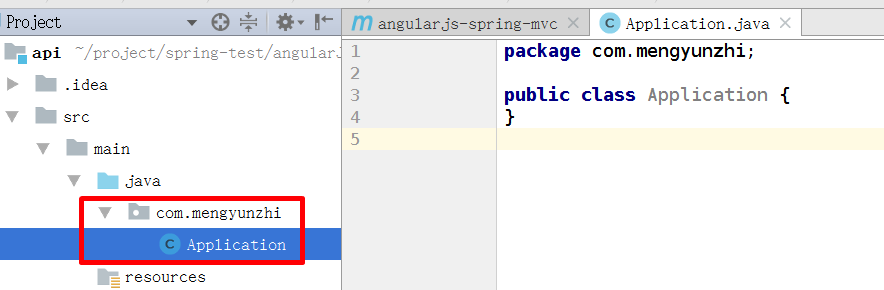 Project
api ~/project/spring-test/angularJ
.idea
src
main
java
com.mengyunzhi
Application
resources
angularjs-spring-mvc
Application.java
1 package com.mengyunzhi;
2
3 public class Application {
4 }
5